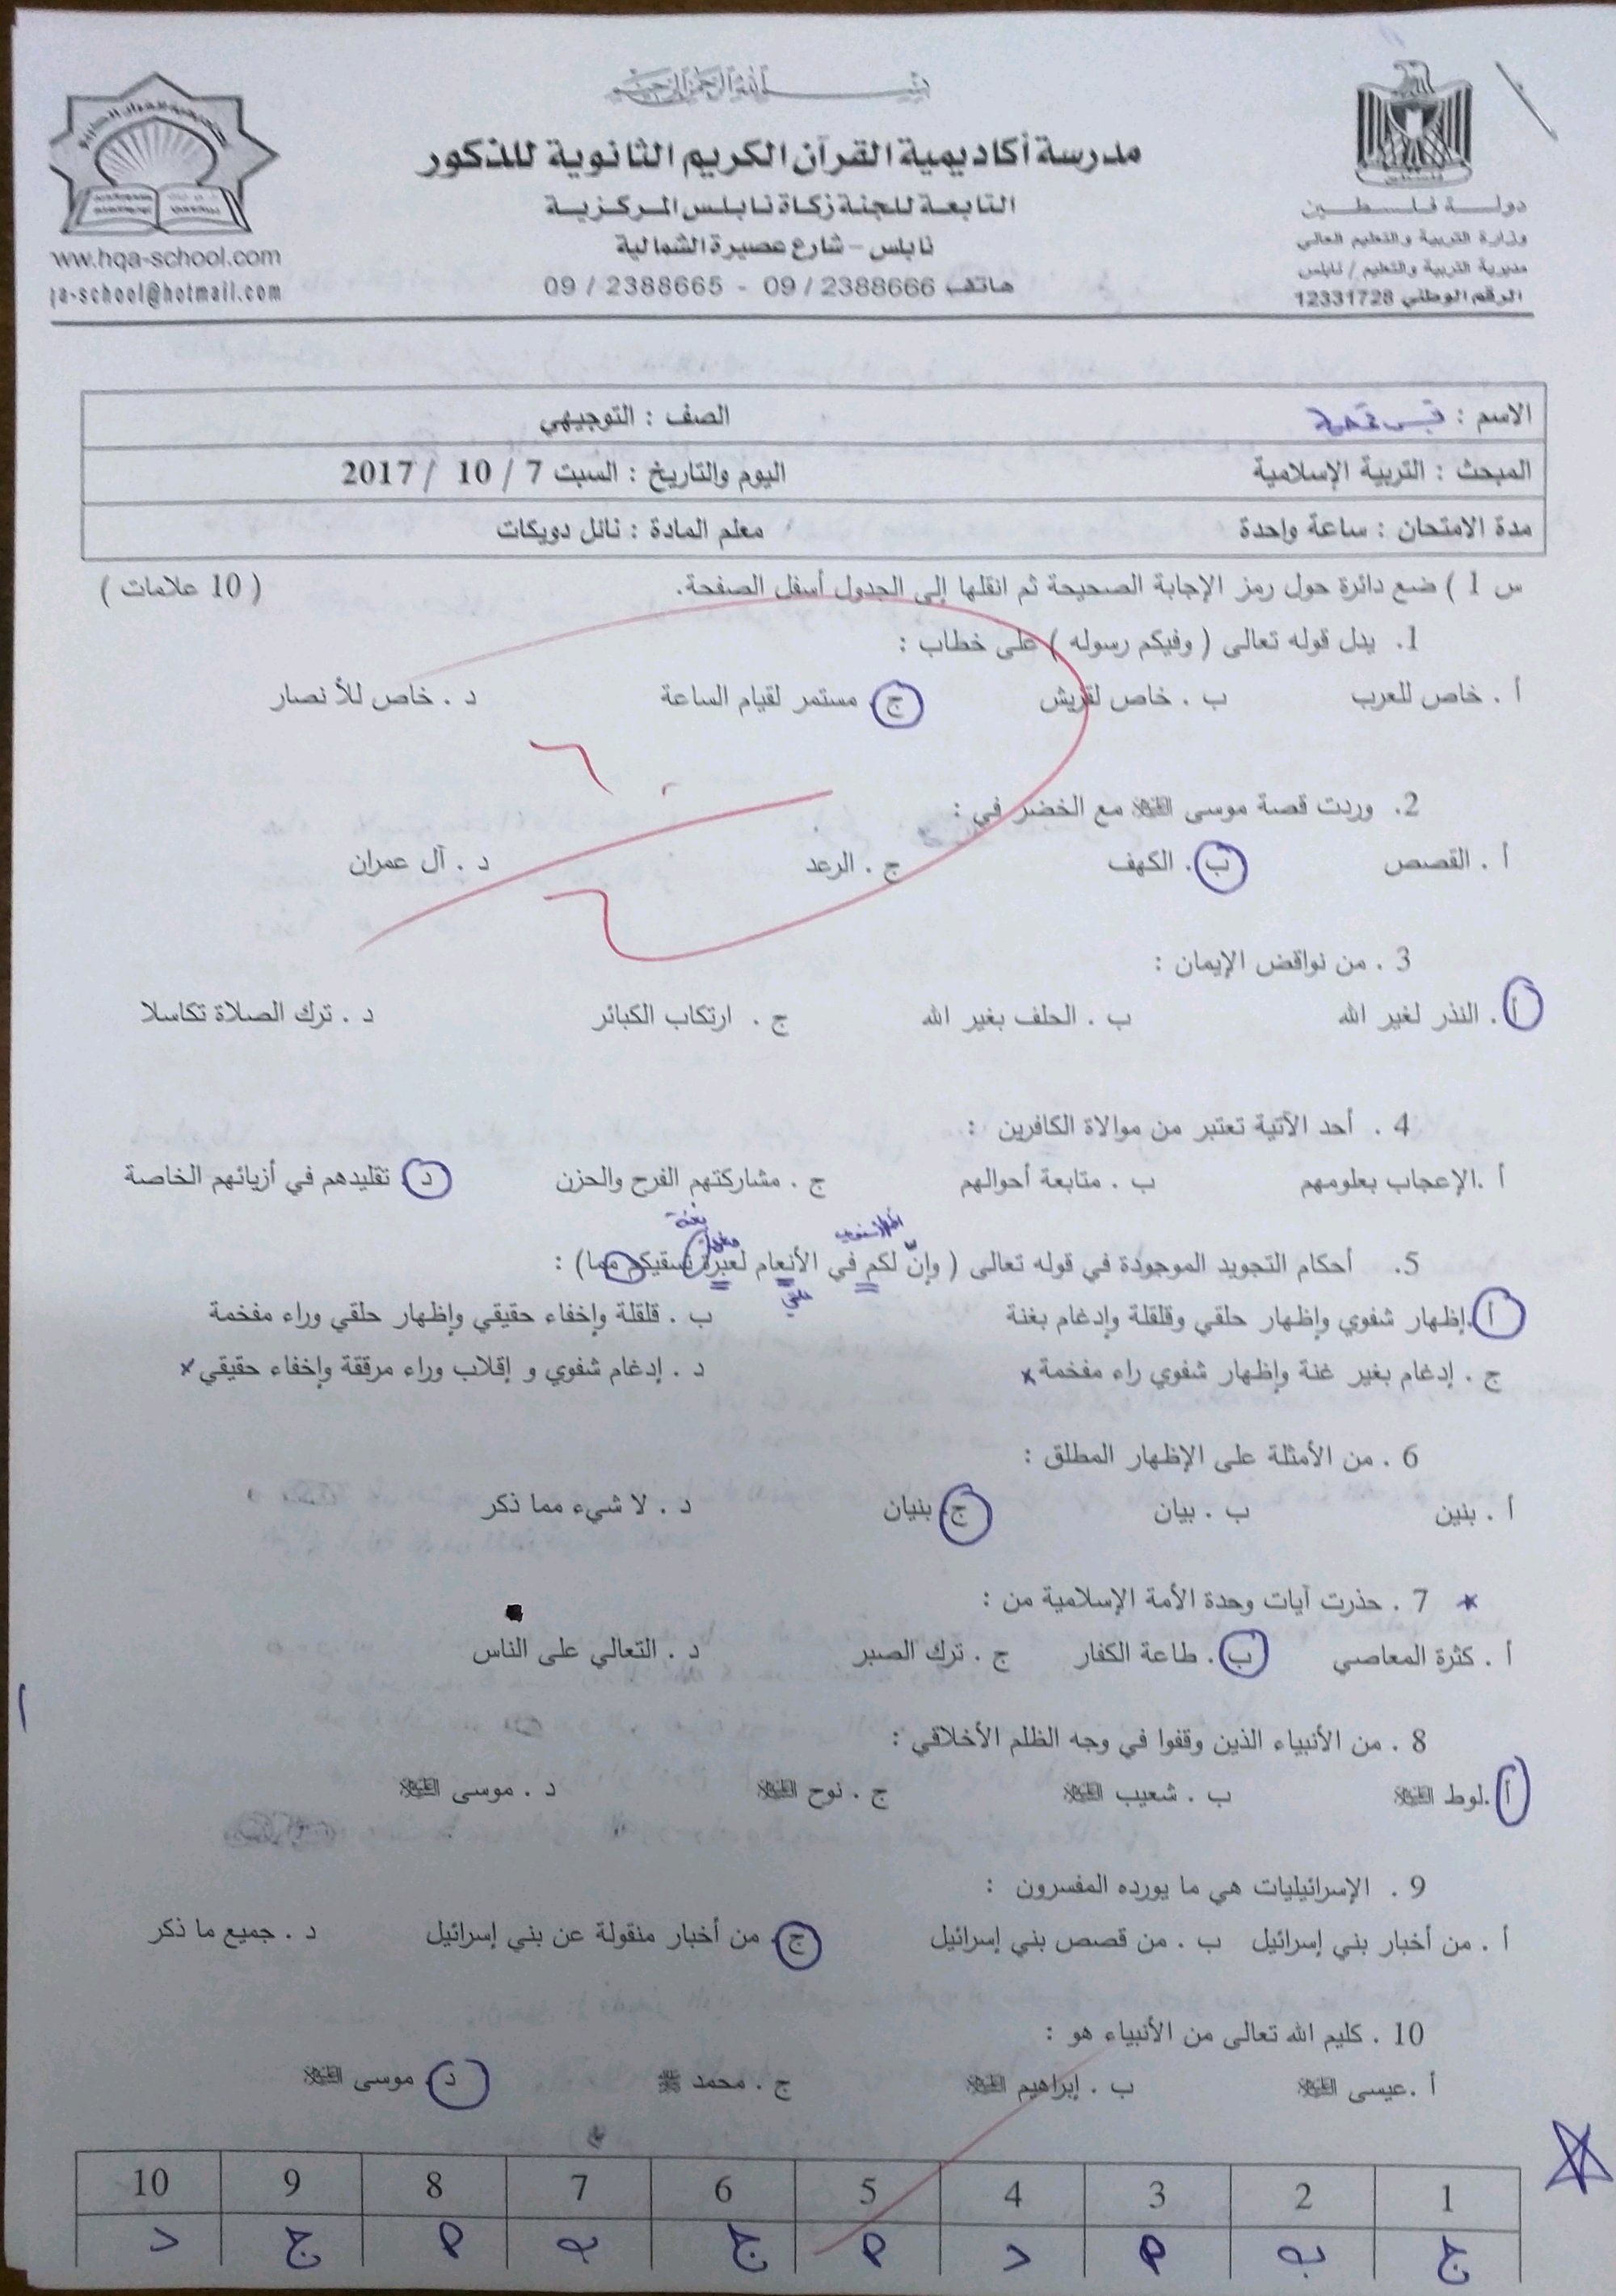 بسم الله الرحمن الرحيم
مدرسة أكاديمية القرآن الكريم الثانوية للذكور
التابعة للجنة زكاة نابلس المركزية
نابلس - شارع عصيرة الشمالية
هاتف 2388666 / 09 - 2388665 / 09
دولة فلسطين
وزارة التربية والتعليم العالي
مديرية التربية والتعليم / نابلس
الرقم الوطني 12331728
ww.hqa-school.com
a-school@hotmail.com
الاسم : الصف : التوجيهي
المبحث : التربية الإسلامية اليوم والتاريخ : السبت 7 / 10 / 2017
مدة الامتحان : ساعة واحدة معلم المادة : نائل دويكات
س 1 ) ضع دائرة حول رمز الإجابة الصحيحة ثم انقلها إلى الجدول أسفل الصفحة. ( 10 علامات )
1. يدل قوله تعالى ( وفيكم رسوله ) على خطاب :
أ . خاص للعرب ب . خاص لقريش ج . مستمر لقيام الساعة د . خاص للأنصار
2. وردت قصة موسى عليه السلام مع الخضر في :
أ . القصص ب . الكهف ج . الرعد د . آل عمران
3 . من نواقض الإيمان :
أ . النذر لغير الله ب . الحلف بغير الله ج . ارتكاب الكبائر د . ترك الصلاة تكاسلا
4 . أحد الآتية تعتبر من موالاة الكافرين :
أ .الإعجاب بعلومهم ب . متابعة أحوالهم ج . مشاركتهم الفرح والحزن د . تقليدهم في أزيائهم الخاصة
بغنة
5. أحكام التجويد الموجودة في قوله تعالى ( وإنّ لكم في الأنعام لعبرة نسقيكم مما) :
حلقي
أ .إظهار شفوي وإظهار حلقي وقلقلة وإدغام بغنة ب . قلقلة وإخفاء حقيقي وإظهار حلقي وراء مفخمة
ج . إدغام بغير غنة وإظهار شفوي راء مفخمة x د . إدغام شفوي و إقلاب وراء مرققة وإخفاء حقيقي x
6 . من الأمثلة على الإظهار المطلق :
أ . بنين ب . بيان ج . بنيان د . لا شيء مما ذكر
7 . حذرت آيات وحدة الأمة الإسلامية من :
أ . كثرة المعاصي ب . طاعة الكفار ج . ترك الصبر د . التعالي على الناس
8 . من الأنبياء الذين وقفوا في وجه الظلم الأخلاقي :
أ .لوط عليه السلام ب . شعيب عليه السلام ج . نوح عليه السلام د . موسى عليه السلام
9 . الإسرائيليات هي ما يورده المفسرون :
أ . من أخبار بني إسرائيل ب . من قصص بني إسرائيل ج . من أخبار منقولة عن بني إسرائيل د . جميع ما ذكر
10 . كليم الله تعالى من الأنبياء هو :
أ .عيسى عليه السلام ب . إبراهيم عليه السلام ج . محمد ﷺ د . موسى عليه السلام
1 2 3 4 5 6 7 8 9 10
ج ب أ د أ ج ب أ ج د